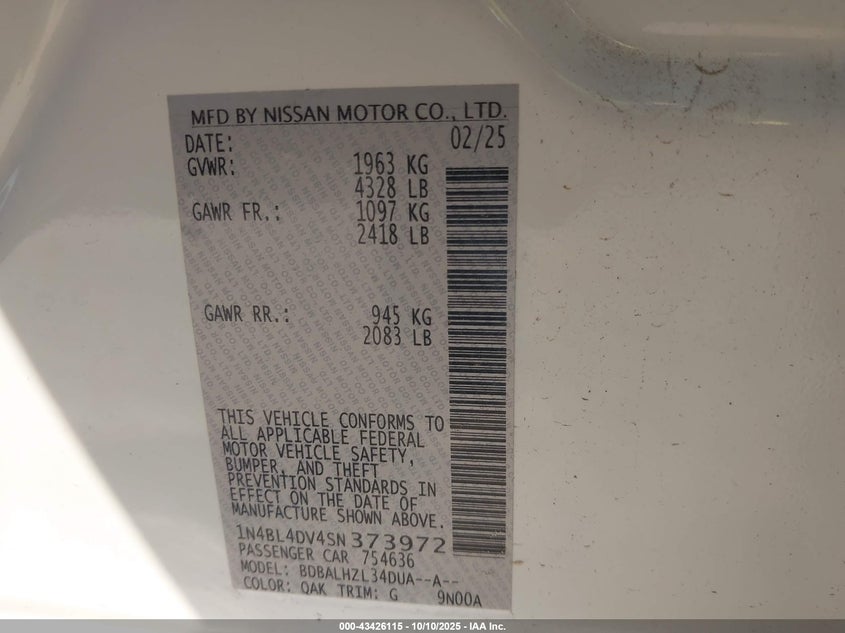 MFD BY NISSAN MOTOR CO., LTD.
DATE: 02/25
GVWR: 1963 KG
4328 LB
GAWR FR.: 1097 KG
2418 LB
GAWR RR.: 945 KG
2083 LB
THIS VEHICLE CONFORMS TO
ALL APPLICABLE FEDERAL
MOTOR VEHICLE SAFETY,
BUMPER, AND THEFT
PREVENTION STANDARDS IN
EFFECT ON THE DATE OF
MANUFACTURE SHOWN ABOVE.
1N4BL4DV4SN373972
PASSENGER CAR 754636
MODEL: BDBALHZL34DUA--A--
COLOR: QAK TRIM: G 9N00A
000-43426115 - 10/10/2025 - IAA Inc.